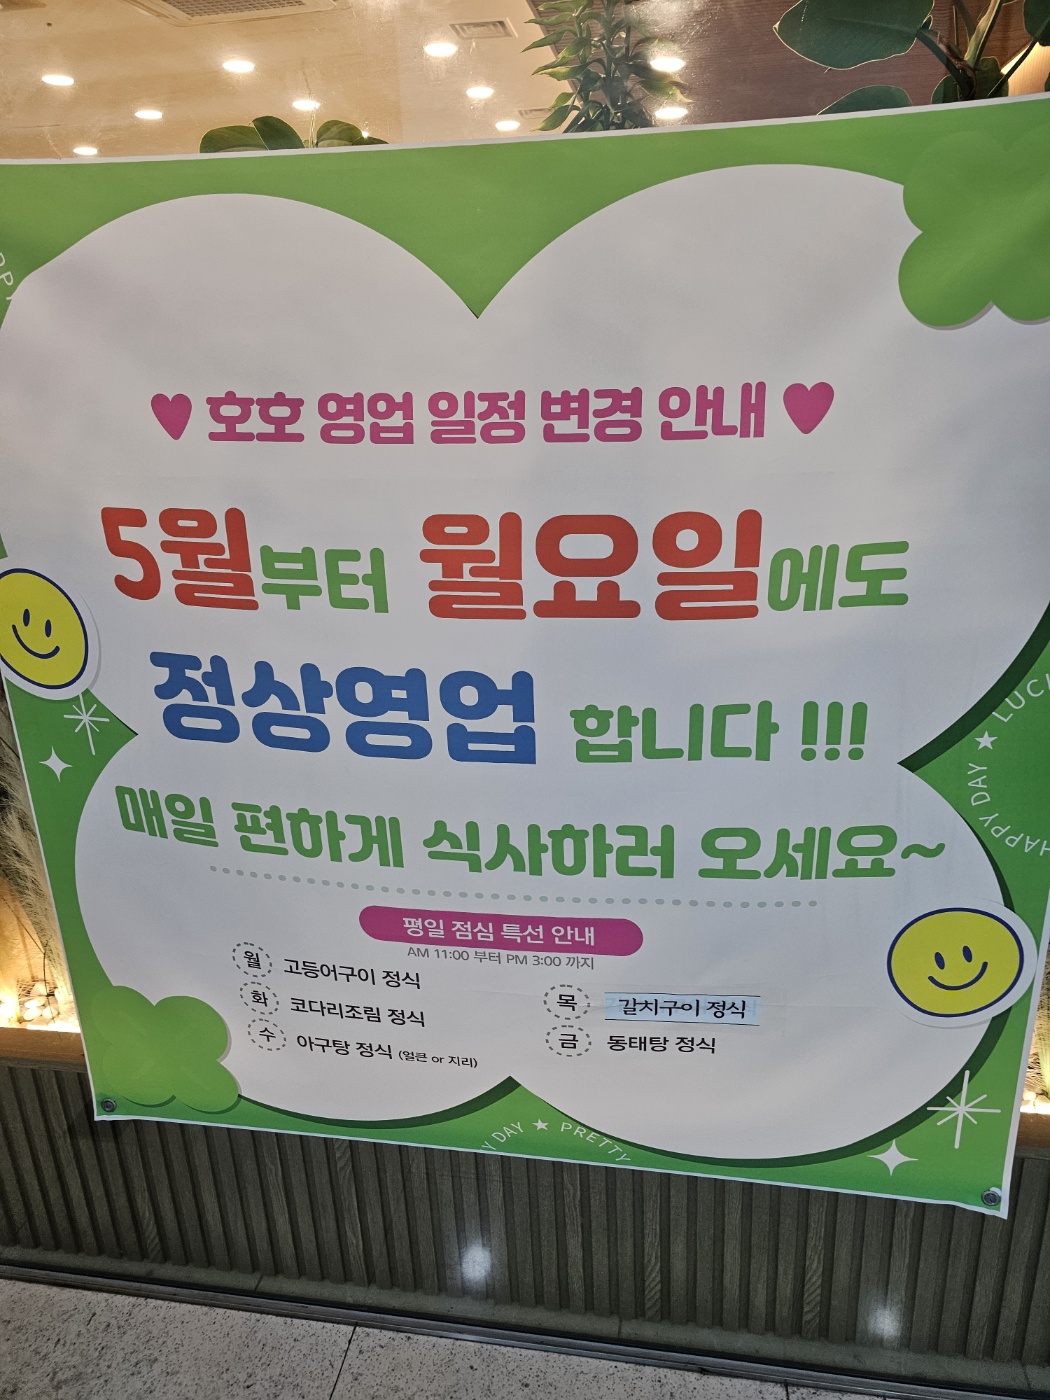 ♥ 호호 영업 일정 변경 안내 ♥
5월부터 월요일에도
정상영업 합니다 !!!
매일 편하게 식사하러 오세요~
평일 점심 특선 안내
AM 11:00 부터 PM 3:00 까지
월 고등어구이 정식
화 코다리조림 정식
수 아구탕 정식 (얼큰 or 지리)
목 갈치구이 정식
금 동태탕 정식
HAPPY DAY ★ LUC
DAY ★ PRETTY